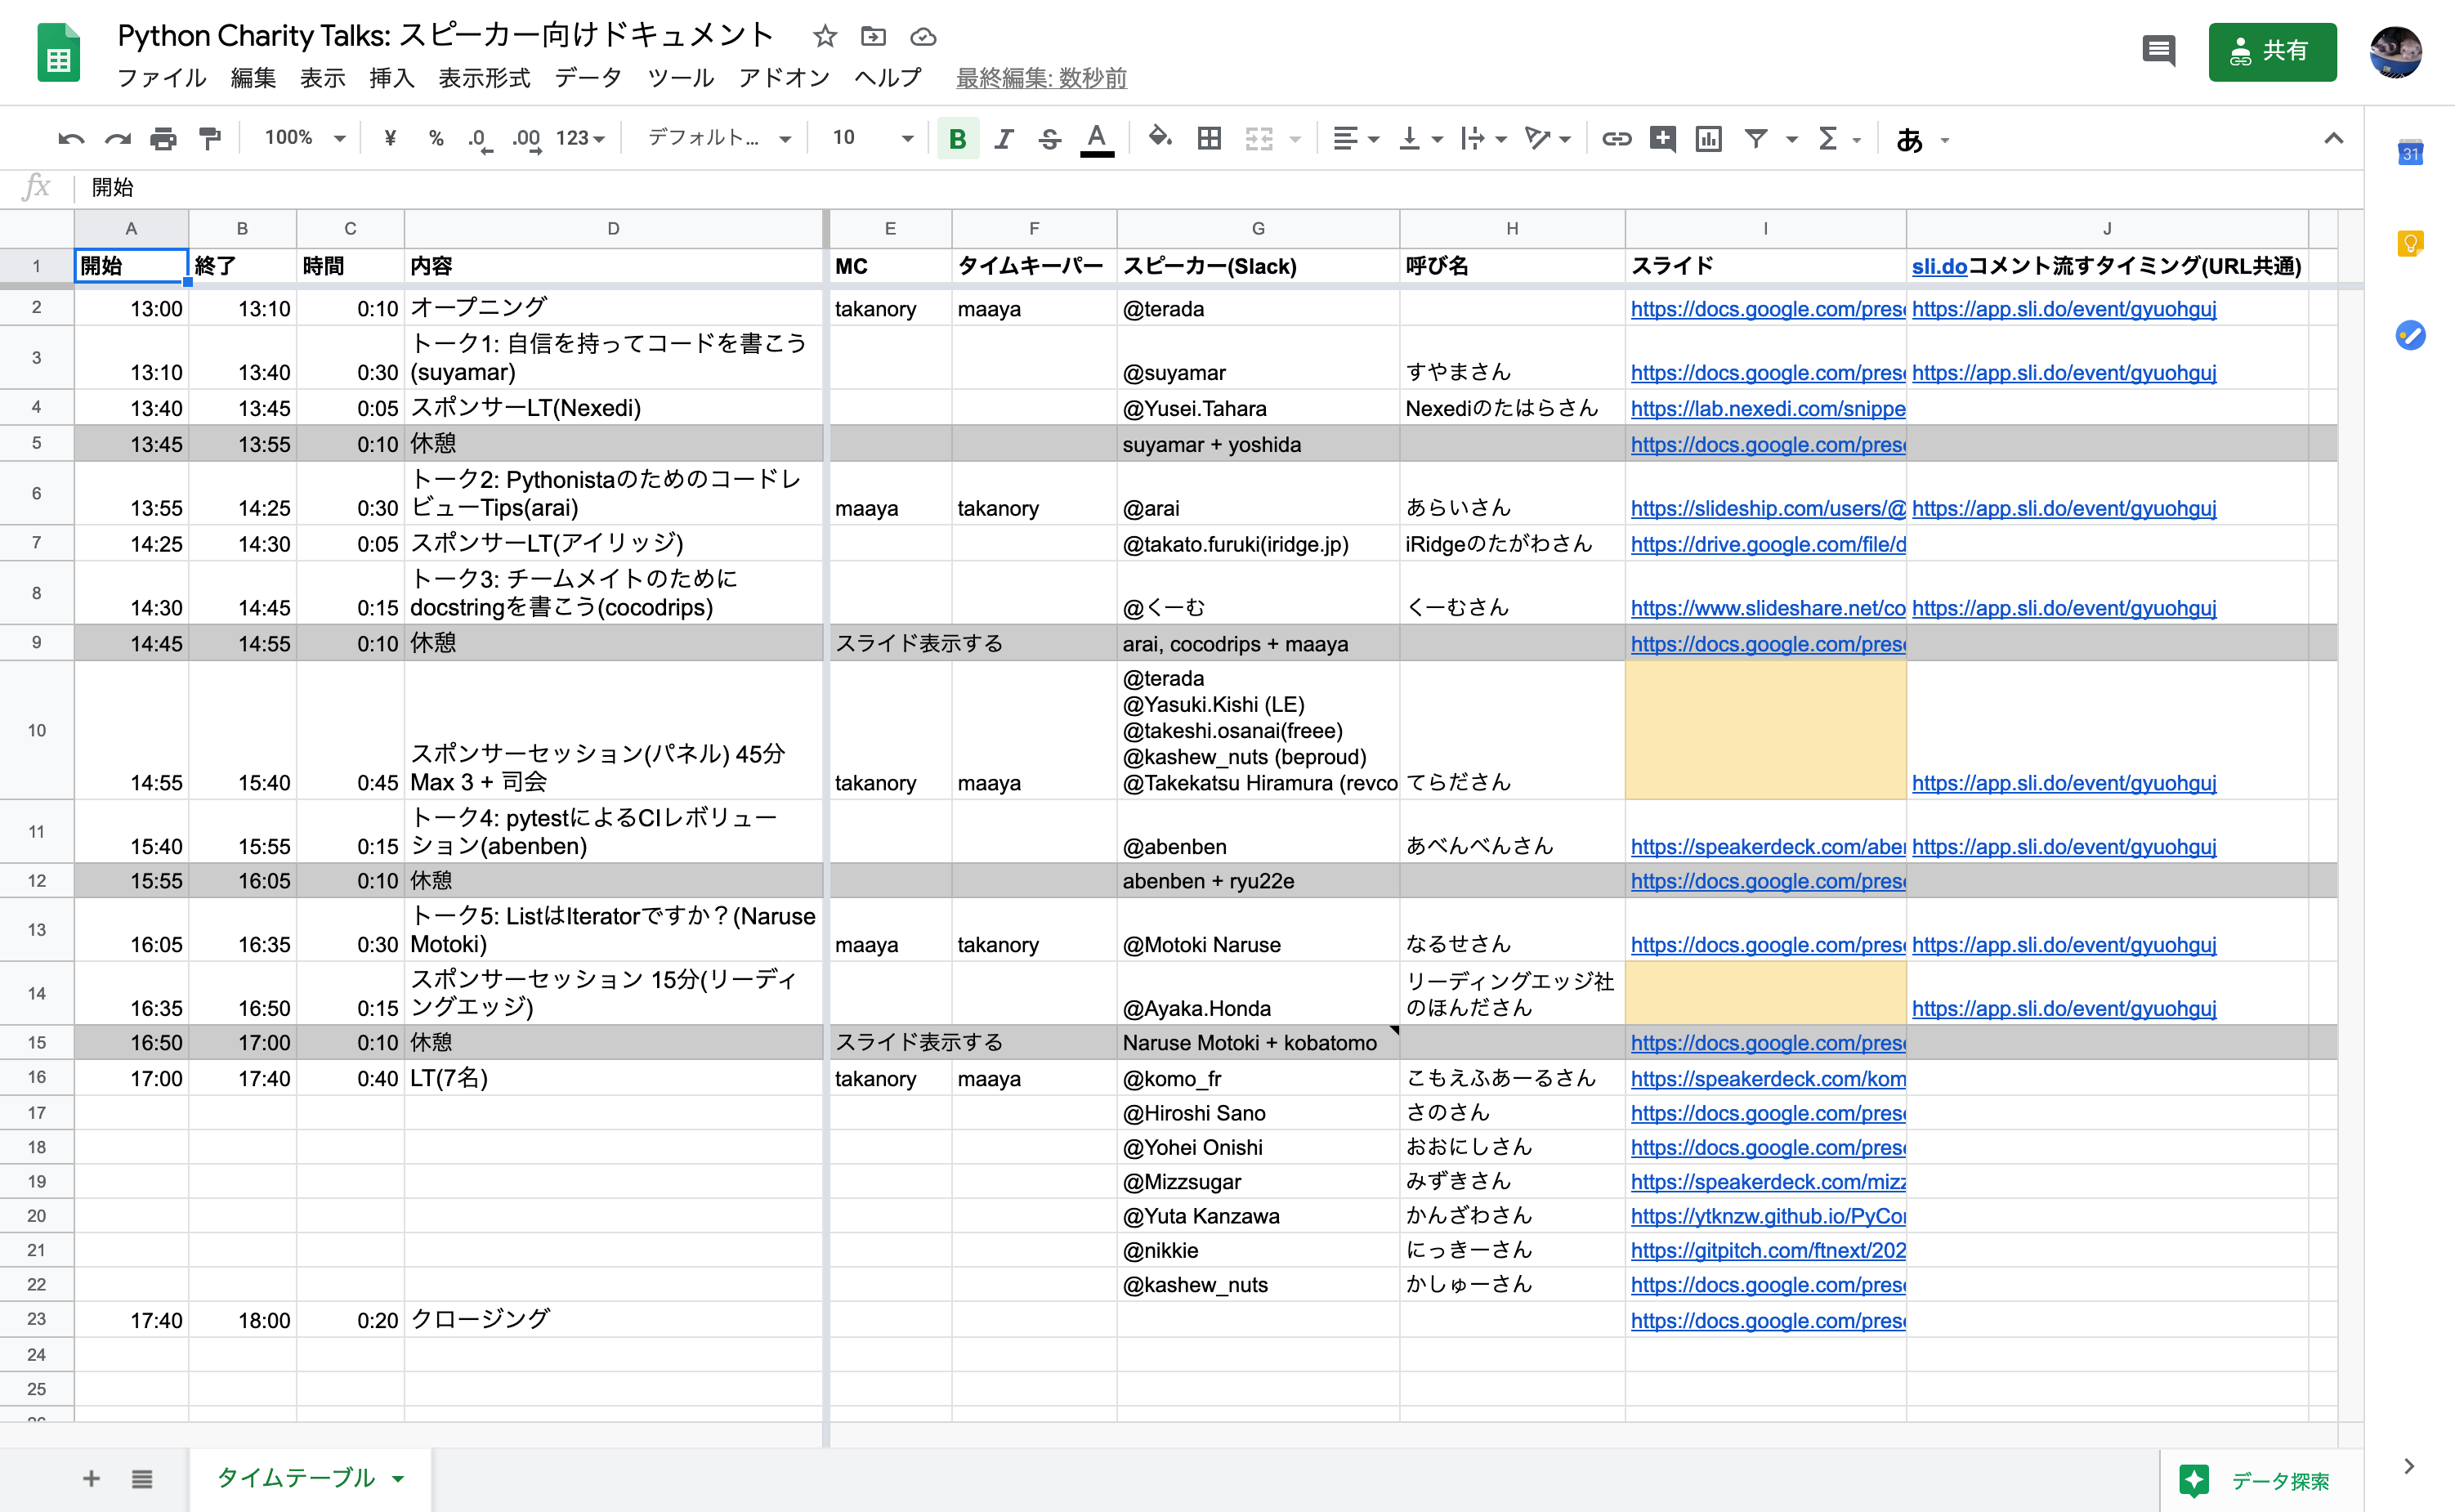 Python Charity Talks: スピーカー向けドキュメント
ファイル 編集 表示 挿入 表示形式 データ ツール アドオン ヘルプ 最終編集: 数秒前
共有
100% ¥ % .0 .00 123 デフォルト... 10 B I S A Σ あ
31
fx 開始
A B C D E F G H I J
1 開始 終了 時間 内容 MC タイムキーパー スピーカー(Slack) 呼び名 スライド sli.doコメント流すタイミング(URL共通)
2 13:00 13:10 0:10 オープニング takanory maaya @terada https://docs.google.com/prese https://app.sli.do/event/gyuohguj
トーク1: 自信を持ってコードを書こう
3 13:10 13:40 0:30 (suyamar) @suyamar すやまさん https://docs.google.com/prese https://app.sli.do/event/gyuohguj
4 13:40 13:45 0:05 スポンサーLT(Nexedi) @Yusei.Tahara Nexediのたはらさん https://lab.nexedi.com/snippe
5 13:45 13:55 0:10 休憩 suyamar + yoshida https://docs.google.com/prese
トーク2: Pythonistaのためのコードレ
6 13:55 14:25 0:30 ビューTips(arai) maaya takanory @arai あらいさん https://slideship.com/users/@ https://app.sli.do/event/gyuohguj
7 14:25 14:30 0:05 スポンサーLT(アイリッジ) @takato.furuki(iridge.jp) iRidgeのたがわさん https://drive.google.com/file/d
トーク3: チームメイトのために
8 14:30 14:45 0:15 docstringを書こう(cocodrips) @くーむ くーむさん https://www.slideshare.net/co https://app.sli.do/event/gyuohguj
9 14:45 14:55 0:10 休憩 スライド表示する arai, cocodrips + maaya https://docs.google.com/prese
@terada
@Yasuki.Kishi (LE)
@takeshi.osanai(freee)
スポンサーセッション(パネル) 45分 @kashew_nuts (beproud)
10 14:55 15:40 0:45 Max 3 + 司会 takanory maaya @Takekatsu Hiramura (revco てらださん https://app.sli.do/event/gyuohguj
トーク4: pytestによるCIレボリュー
11 15:40 15:55 0:15 ション(abenben) @abenben あべんべんさん https://speakerdeck.com/abe https://app.sli.do/event/gyuohguj
12 15:55 16:05 0:10 休憩 abenben + ryu22e https://docs.google.com/prese
トーク5: ListはIteratorですか？(Naruse
13 16:05 16:35 0:30 Motoki) maaya takanory @Motoki Naruse なるせさん https://docs.google.com/prese https://app.sli.do/event/gyuohguj
スポンサーセッション 15分(リーディ リーディングエッジ社
14 16:35 16:50 0:15 ングエッジ) @Ayaka.Honda のほんださん https://app.sli.do/event/gyuohguj
15 16:50 17:00 0:10 休憩 スライド表示する Naruse Motoki + kobatomo https://docs.google.com/prese
16 17:00 17:40 0:40 LT(7名) takanory maaya @komo_fr こもえふあーるさん https://speakerdeck.com/kom
17 @Hiroshi Sano さのさん https://docs.google.com/prese
18 @Yohei Onishi おおにしさん https://docs.google.com/prese
19 @Mizzsugar みずきさん https://speakerdeck.com/mizz
20 @Yuta Kanzawa かんざわさん https://ytknzw.github.io/PyCo
21 @nikkie にっきーさん https://gitpitch.com/ftnext/202
22 @kashew_nuts かしゅーさん https://docs.google.com/prese
23 17:40 18:00 0:20 クロージング https://docs.google.com/prese
24
25
タイムテーブル データ探索